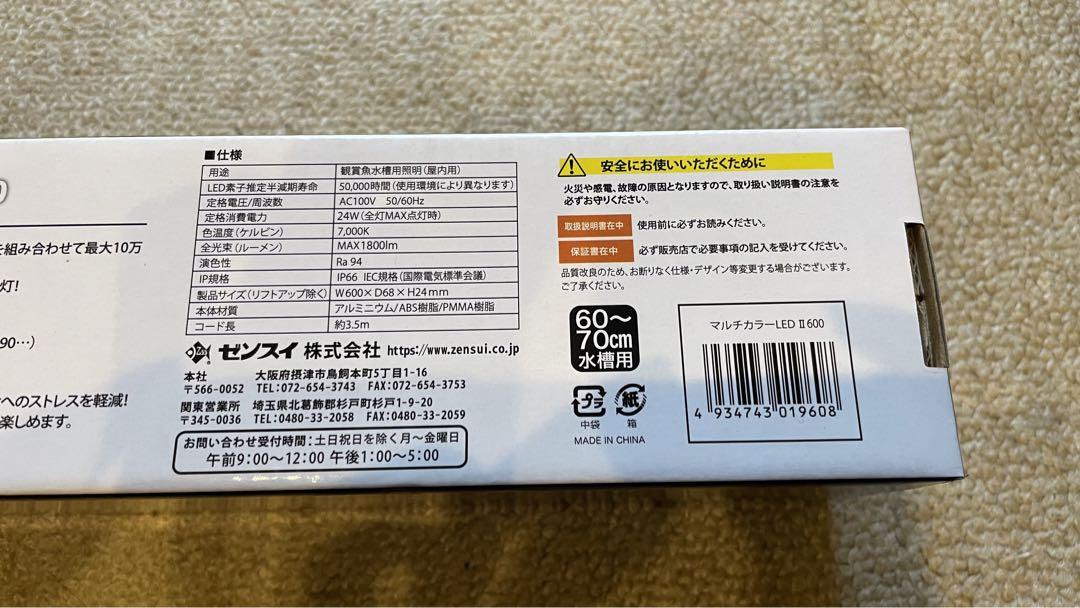 を組み合わせて最大10万
灯!
90…)
へのストレスを軽減!
楽しめます。
■仕様
用途 観賞魚水槽用照明(屋内用)
LED素子推定半減期寿命 50,000時間(使用環境により異なります)
定格電圧/周波数 AC100V 50/60Hz
定格消費電力 24W(全灯MAX点灯時)
色温度(ケルビン) 7,000K
全光束(ルーメン) MAX1800lm
演色性 Ra 94
IP規格 IP66 IEC規格(国際電気標準会議)
製品サイズ(リフトアップ除く) W600×D68×H24mm
本体材質 アルミニウム/ABS樹脂/PMMA樹脂
コード長 約3.5m
ゼンスイ 株式会社 https://www.zensui.co.jp
本社 大阪府摂津市鳥飼本町5丁目1-16
〒566-0052 TEL:072-654-3743 FAX:072-654-3753
関東営業所 埼玉県北葛飾郡杉戸町杉戸1-9-20
〒345-0036 TEL:0480-33-2058 FAX:0480-33-2059
お問い合わせ受付時間:土日祝日を除く月〜金曜日
午前9:00〜12:00 午後1:00〜5:00
安全にお使いいただくために
火災や感電、故障の原因となりますので、取り扱い説明書の注意を
必ずお守りください。
取扱説明書在中 使用前に必ずお読みください。
保証書在中 必ず販売店で必要事項の記入を受けてください。
品質改良のため、お断りなく仕様・デザイン等変更する場合がございます。
ご了承ください。
60〜
70cm
水槽用
プラ 紙
中袋 箱
MADE IN CHINA
マルチカラーLED Ⅱ 600
4 934743 019608